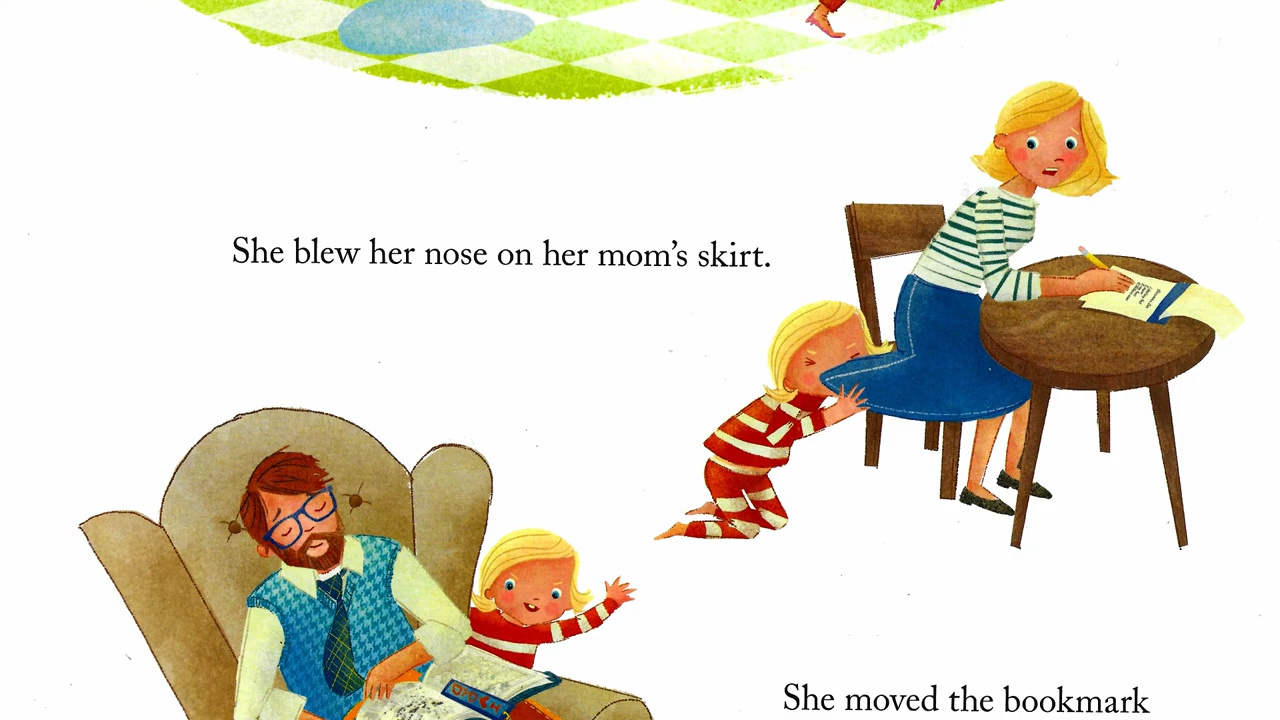 She blew her nose on her mom’s skirt.
She moved the bookmark